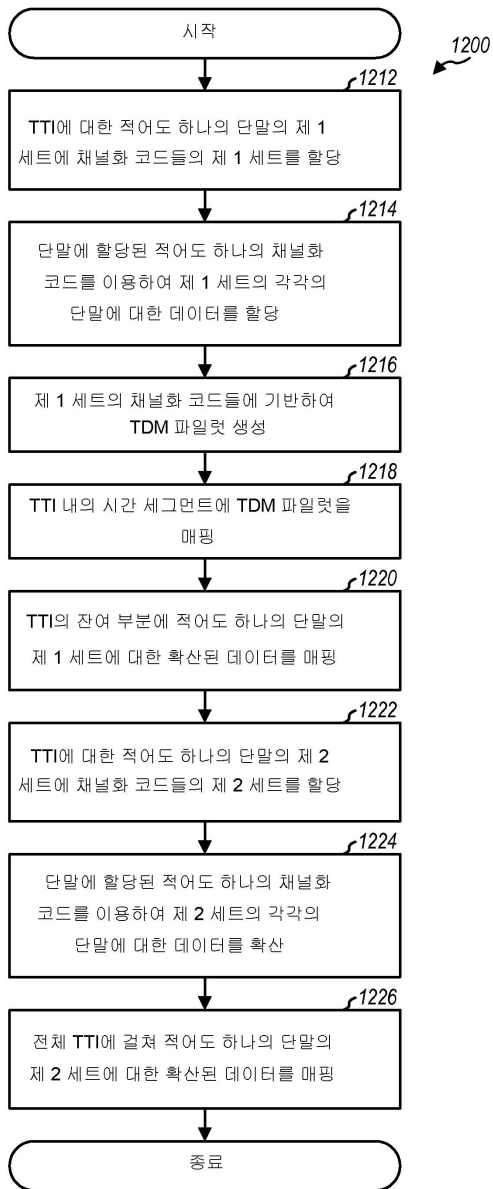 시작
1200
1212
TTI에 대한 적어도 하나의 단말의 제 1
세트에 채널화 코드들의 제 1 세트를 할당
1214
단말에 할당된 적어도 하나의 채널화
코드를 이용하여 제 1 세트의 각각의
단말에 대한 데이터를 할당
1216
제 1 세트의 채널화 코드들에 기반하여
TDM 파일럿 생성
1218
TTI 내의 시간 세그먼트에 TDM 파일럿을
매핑
1220
TTI의 잔여 부분에 적어도 하나의 단말의
제 1 세트에 대한 확산된 데이터를 매핑
1222
TTI에 대한 적어도 하나의 단말의 제 2
세트에 채널화 코드들의 제 2 세트를 할당
1224
단말에 할당된 적어도 하나의 채널화
코드를 이용하여 제 2 세트의 각각의
단말에 대한 데이터를 확산
1226
전체 TTI에 걸쳐 적어도 하나의 단말의
제 2 세트에 대한 확산된 데이터를 매핑
종료